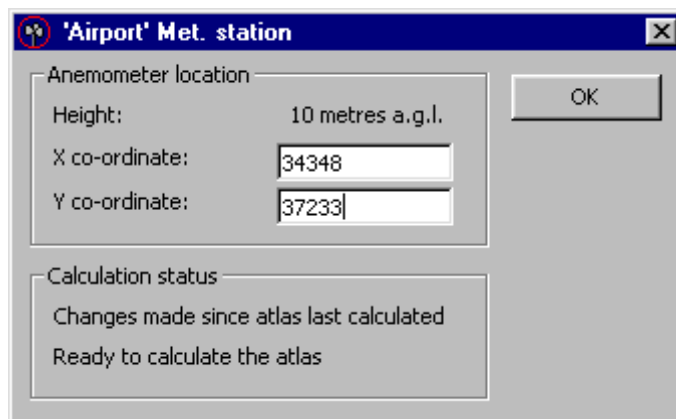 'Airport' Met. station
Anemometer location
Height: 10 metres a.g.l.
X co-ordinate: 34348
Y co-ordinate: 37233
OK
Calculation status
Changes made since atlas last calculated
Ready to calculate the atlas